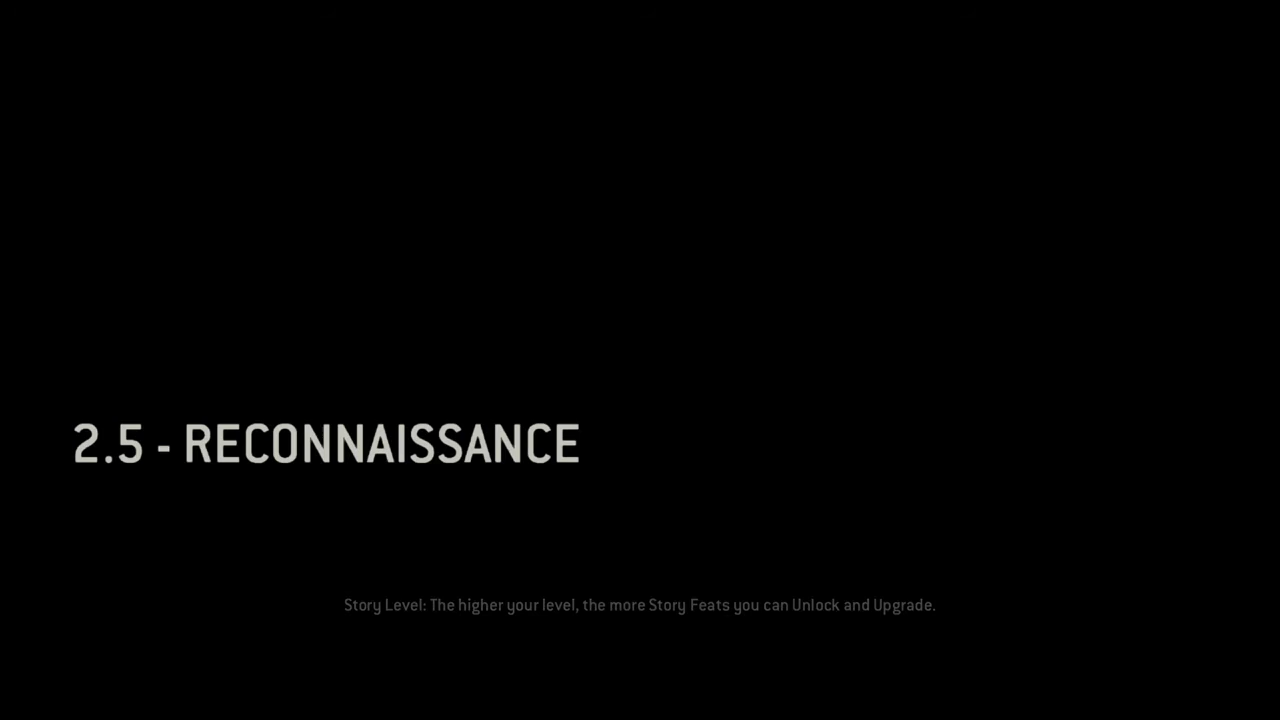 2.5 - RECONNAISSANCE
Story Level: The higher your level, the more Story Feats you can Unlock and Upgrade.